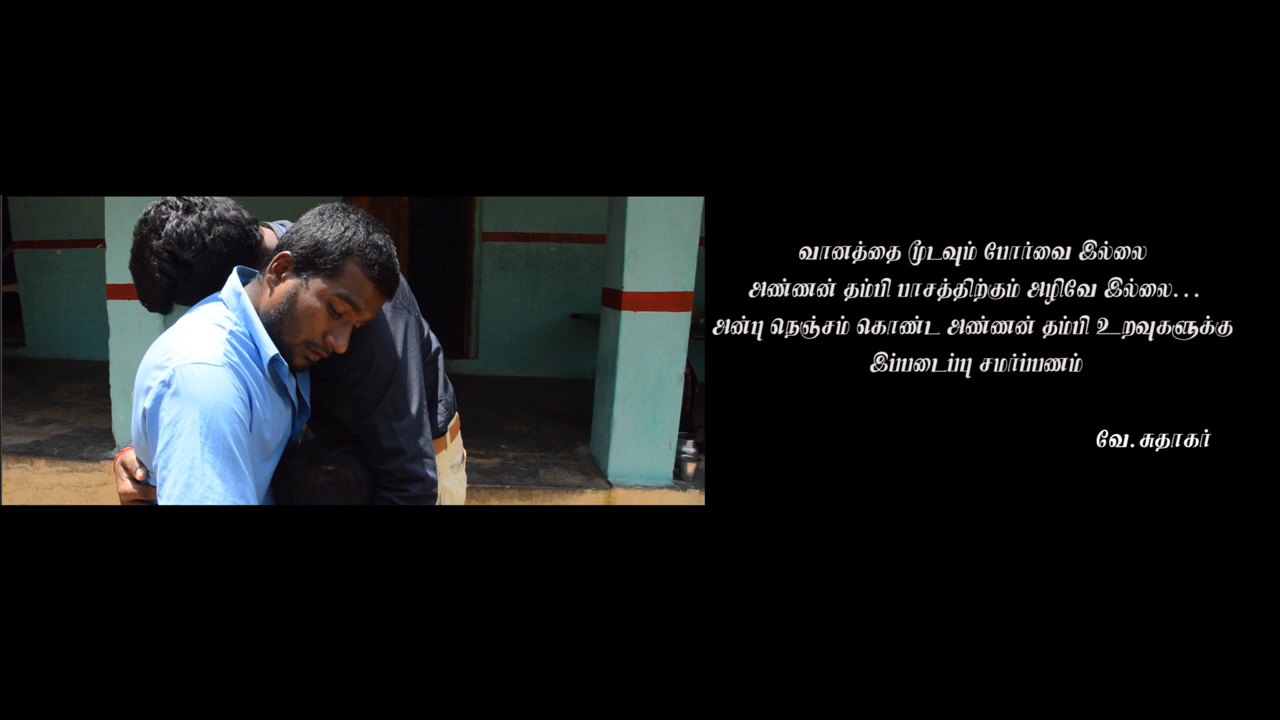 வானத்தை மூடவும் போர்வை இல்லை
அண்ணன் தம்பி பாசத்திற்கும் அழிவே இல்லை...
அன்பு நெஞ்சம் கொண்ட அண்ணன் தம்பி உறவுகளுக்கு
இப்படைப்பு சமர்ப்பணம்
வே.சுதாகர்